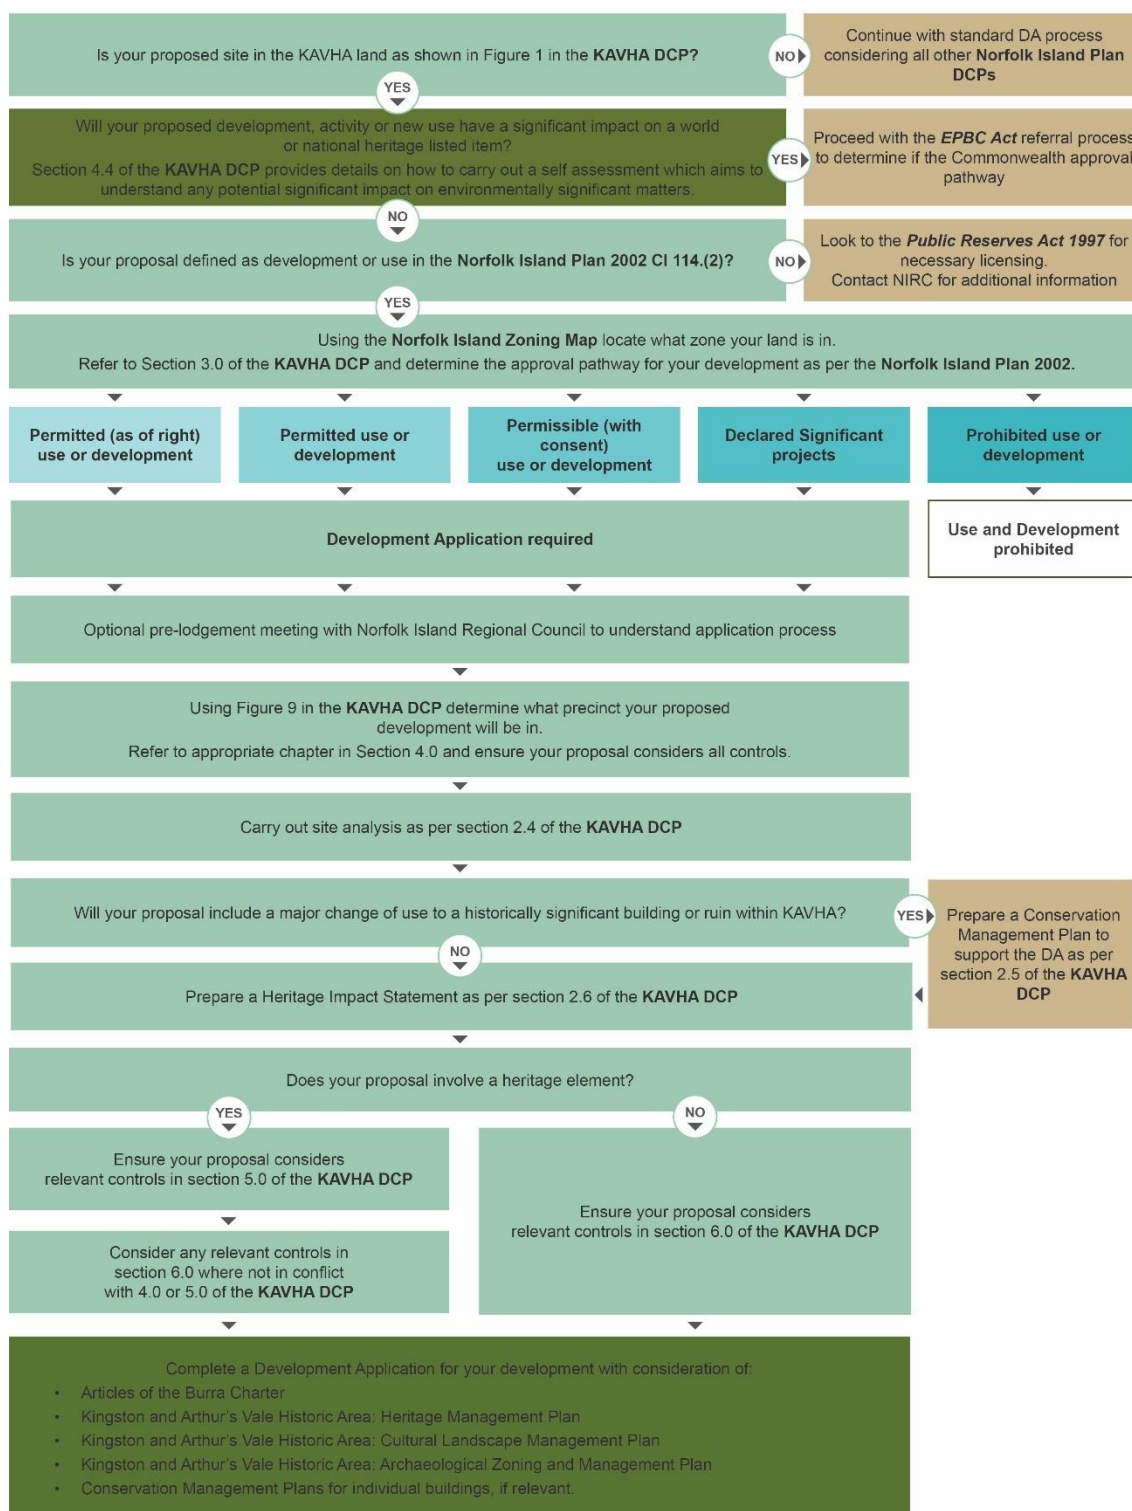 Is your proposed site in the KAVHA land as shown in Figure 1 in the KAVHA DCP?
NO
Continue with standard DA process
considering all other Norfolk Island Plan
DCPs
YES
Will your proposed development, activity or new use have a significant impact on a world
or national heritage listed item?
Section 4.4 of the KAVHA DCP provides details on how to carry out a self assessment which aims to
understand any potential significant impact on environmentally significant matters.
YES
Proceed with the EPBC Act referral process
to determine if the Commonwealth approval
pathway
NO
Is your proposal defined as development or use in the Norfolk Island Plan 2002 Cl 114.(2)?
NO
Look to the Public Reserves Act 1997 for
necessary licensing.
Contact NIRC for additional information
YES
Using the Norfolk Island Zoning Map locate what zone your land is in.
Refer to Section 3.0 of the KAVHA DCP and determine the approval pathway for your development as per the Norfolk Island Plan 2002.
Permitted (as of right)
use or development
Permitted use or
development
Permissible (with
consent)
use or development
Declared Significant
projects
Prohibited use or
development
Development Application required
Use and Development
prohibited
Optional pre-lodgement meeting with Norfolk Island Regional Council to understand application process
Using Figure 9 in the KAVHA DCP determine what precinct your proposed
development will be in.
Refer to appropriate chapter in Section 4.0 and ensure your proposal considers all controls.
Carry out site analysis as per section 2.4 of the KAVHA DCP
Will your proposal include a major change of use to a historically significant building or ruin within KAVHA?
YES
Prepare a Conservation
Management Plan to
support the DA as per
section 2.5 of the KAVHA
DCP
NO
Prepare a Heritage Impact Statement as per section 2.6 of the KAVHA DCP
Does your proposal involve a heritage element?
YES
NO
Ensure your proposal considers
relevant controls in section 5.0 of the KAVHA DCP
Consider any relevant controls in
section 6.0 where not in conflict
with 4.0 or 5.0 of the KAVHA DCP
Ensure your proposal considers
relevant controls in section 6.0 of the KAVHA DCP
Complete a Development Application for your development with consideration of:
• Articles of the Burra Charter
• Kingston and Arthur's Vale Historic Area: Heritage Management Plan
• Kingston and Arthur's Vale Historic Area: Cultural Landscape Management Plan
• Kingston and Arthur's Vale Historic Area: Archaeological Zoning and Management Plan
• Conservation Management Plans for individual buildings, if relevant.